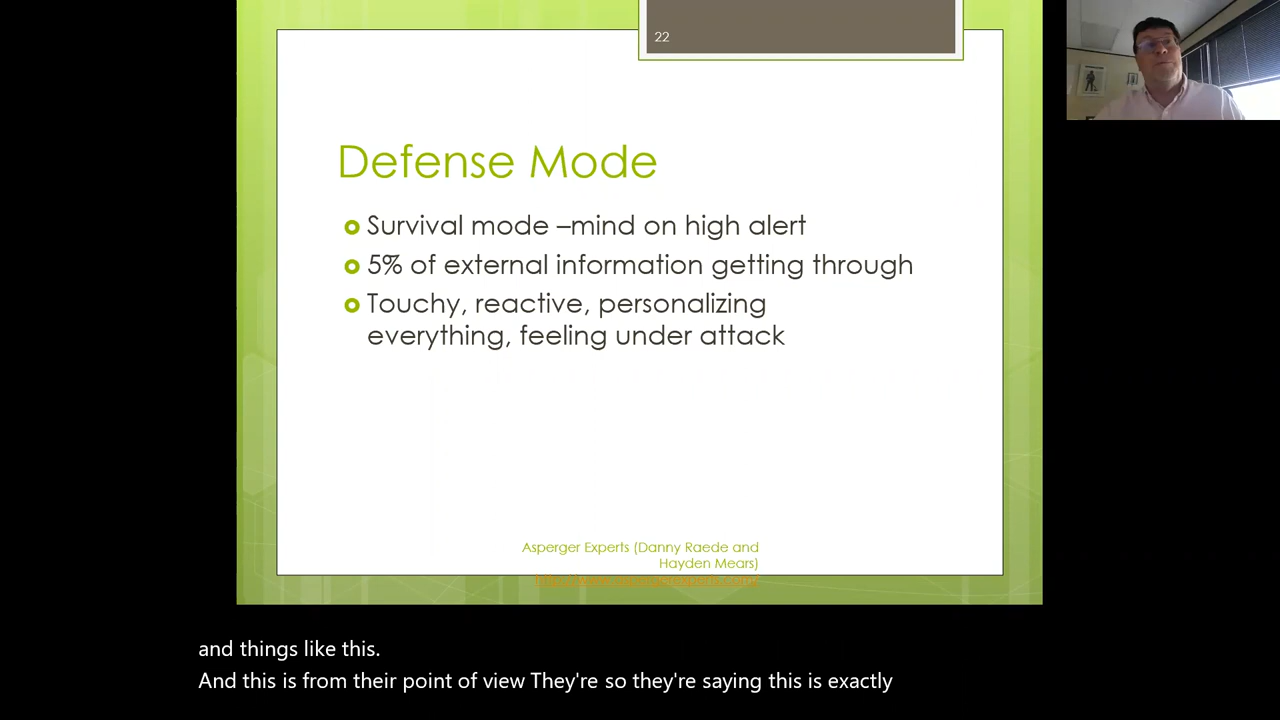 22
Defense Mode
Survival mode –mind on high alert
5% of external information getting through
Touchy, reactive, personalizing
everything, feeling under attack
Asperger Experts (Danny Raede and
Hayden Mears)
and things like this.
And this is from their point of view They're so they're saying this is exactly